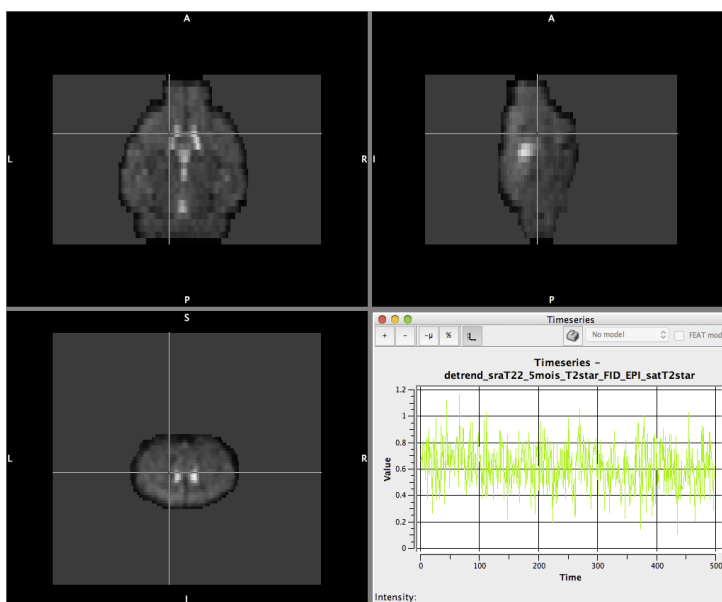 A
L
R
P
A
I
P
S
L
R
I
Timeseries
+ - -µ % No model FEAT mod
Timeseries -
detrend_sraT22_5mois_T2star_FID_EPI_satT2star
1.2
1
0.8
0.6
0.4
0.2
0
Value
0 100 200 300 400 500
Time
Intensity: